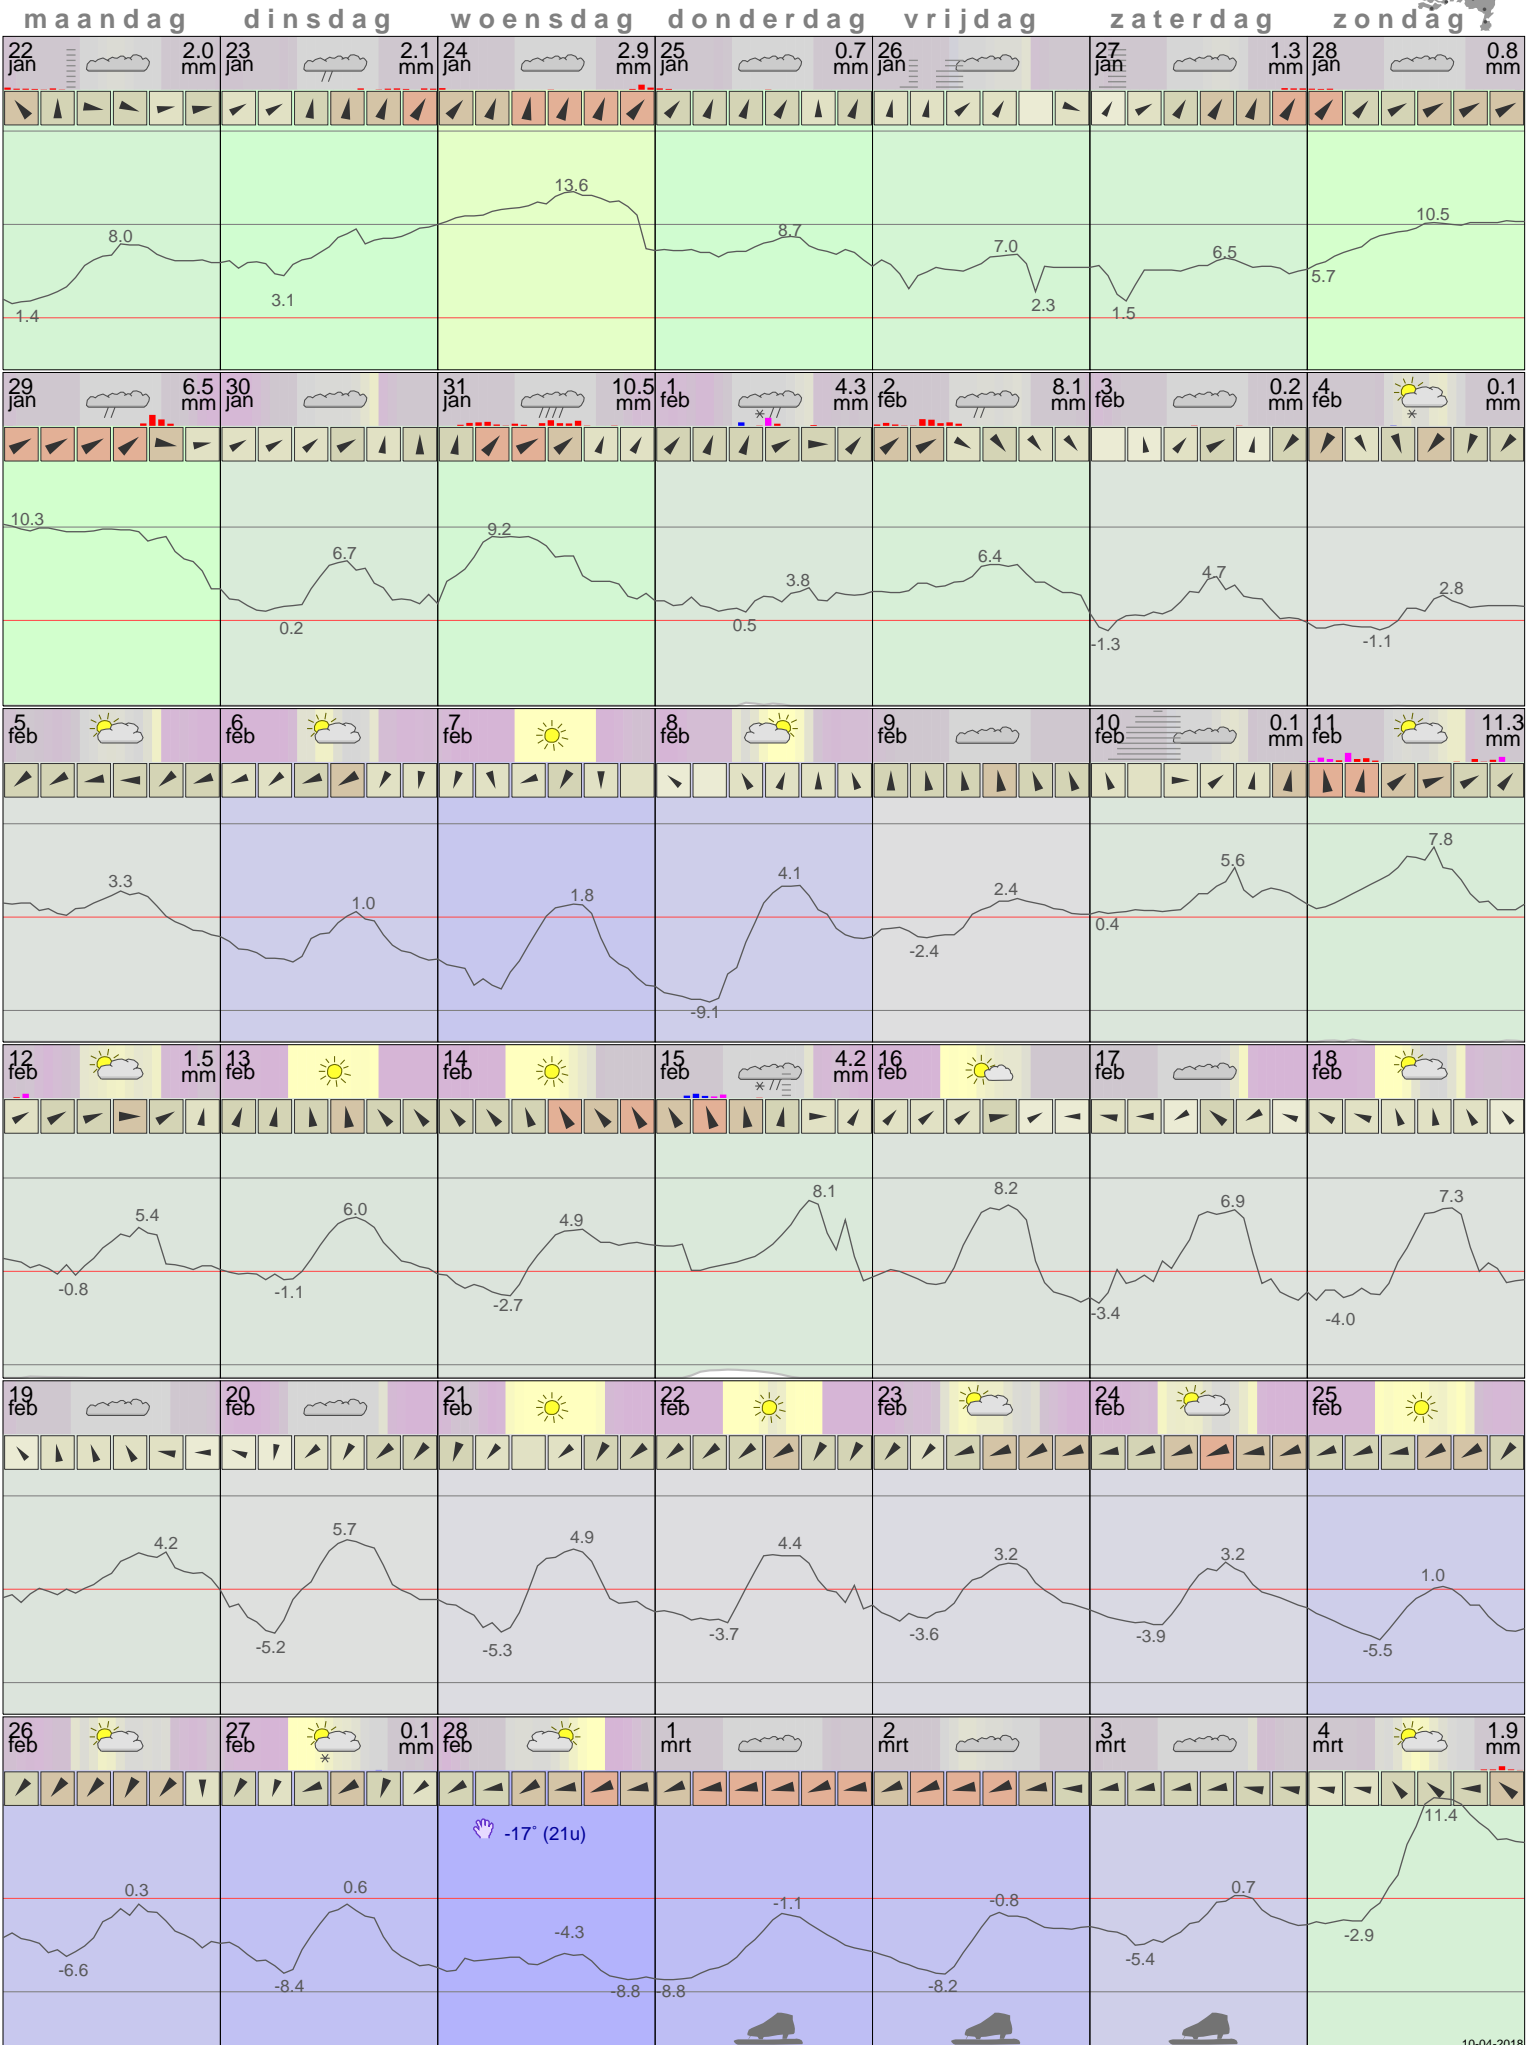 maandag dinsdag woensdag donderdag vrijdag zaterdag zondag
22 jan 2.0 mm 23 2.1 mm 24 2.9 mm 25 jan 0.7 mm 26 jan 27 jan 1.3 mm 28 jan 0.8 mm
8.0 1.4 3.1 13.6 8.7 7.0 2.3 1.5 6.5 5.7 10.5
29 jan 6.5 mm 30 jan 31 jan 10.5 mm 1 feb 4.3 mm 2 feb 8.1 mm 3 feb 0.2 mm 4 feb 0.1 mm
10.3 0.2 6.7 9.2 0.5 3.8 6.4 -1.3 4.7 -1.1 2.8
5 feb 6 feb 7 feb 8 feb 9 feb 10 feb 0.1 mm 11 feb 11.3 mm
3.3 1.0 1.8 -9.1 4.1 -2.4 2.4 0.4 5.6 7.8
12 feb 1.5 mm 13 feb 14 feb 15 feb 4.2 mm 16 feb 17 feb 18 feb
-0.8 5.4 -1.1 6.0 -2.7 4.9 8.1 8.2 -3.4 6.9 -4.0 7.3
19 feb 20 feb 21 feb 22 feb 23 feb 24 feb 25 feb
4.2 -5.2 5.7 -5.3 4.9 -3.7 4.4 -3.6 3.2 -3.9 3.2 -5.5 1.0
26 feb 27 feb 0.1 mm 28 feb 1 mrt 2 mrt 3 mrt 4 mrt 1.9 mm
-17° (21u)
-6.6 0.3 -8.4 0.6 -4.3 -8.8 -8.8 -1.1 -8.2 -0.8 -5.4 0.7 -2.9 11.4
10-04-2018